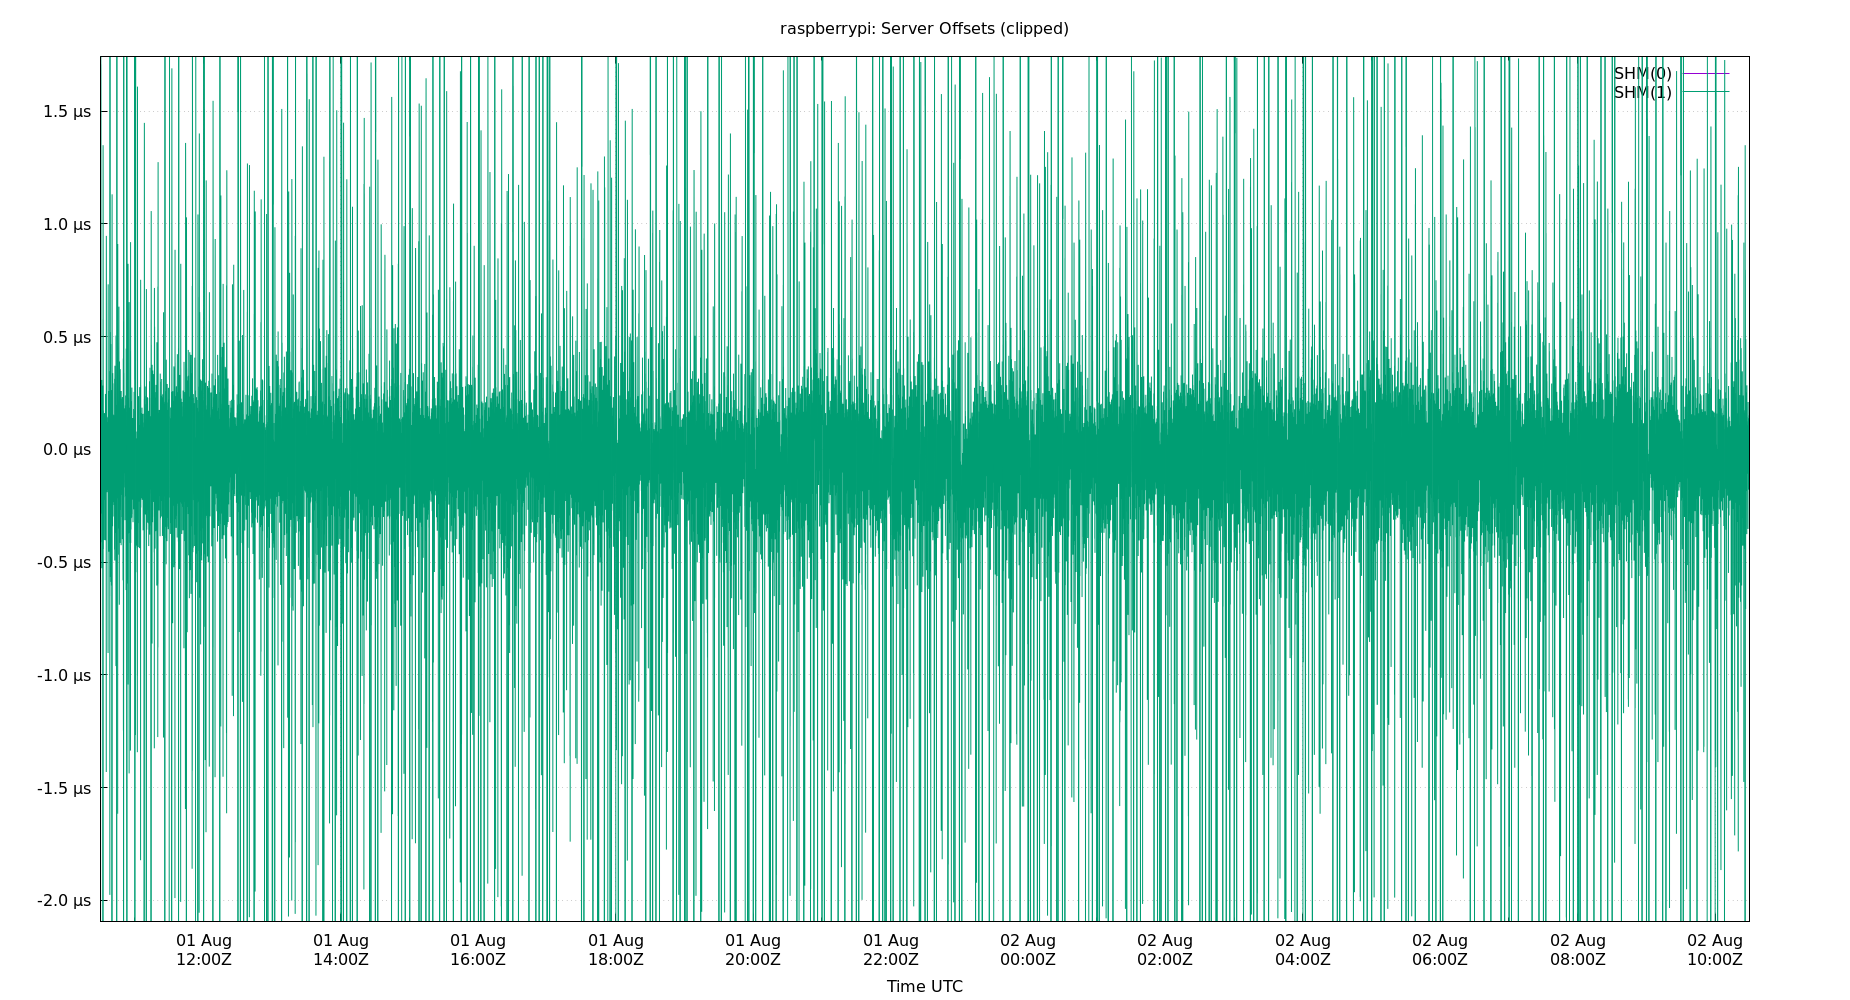 raspberrypi: Server Offsets (clipped)
SHM(0)
SHM(1)
1.5 µs
1.0 µs
0.5 µs
0.0 µs
-0.5 µs
-1.0 µs
-1.5 µs
-2.0 µs
01 Aug 01 Aug 01 Aug 01 Aug 01 Aug 01 Aug 02 Aug 02 Aug 02 Aug 02 Aug 02 Aug 02 Aug
12:00Z 14:00Z 16:00Z 18:00Z 20:00Z 22:00Z 00:00Z 02:00Z 04:00Z 06:00Z 08:00Z 10:00Z
Time UTC